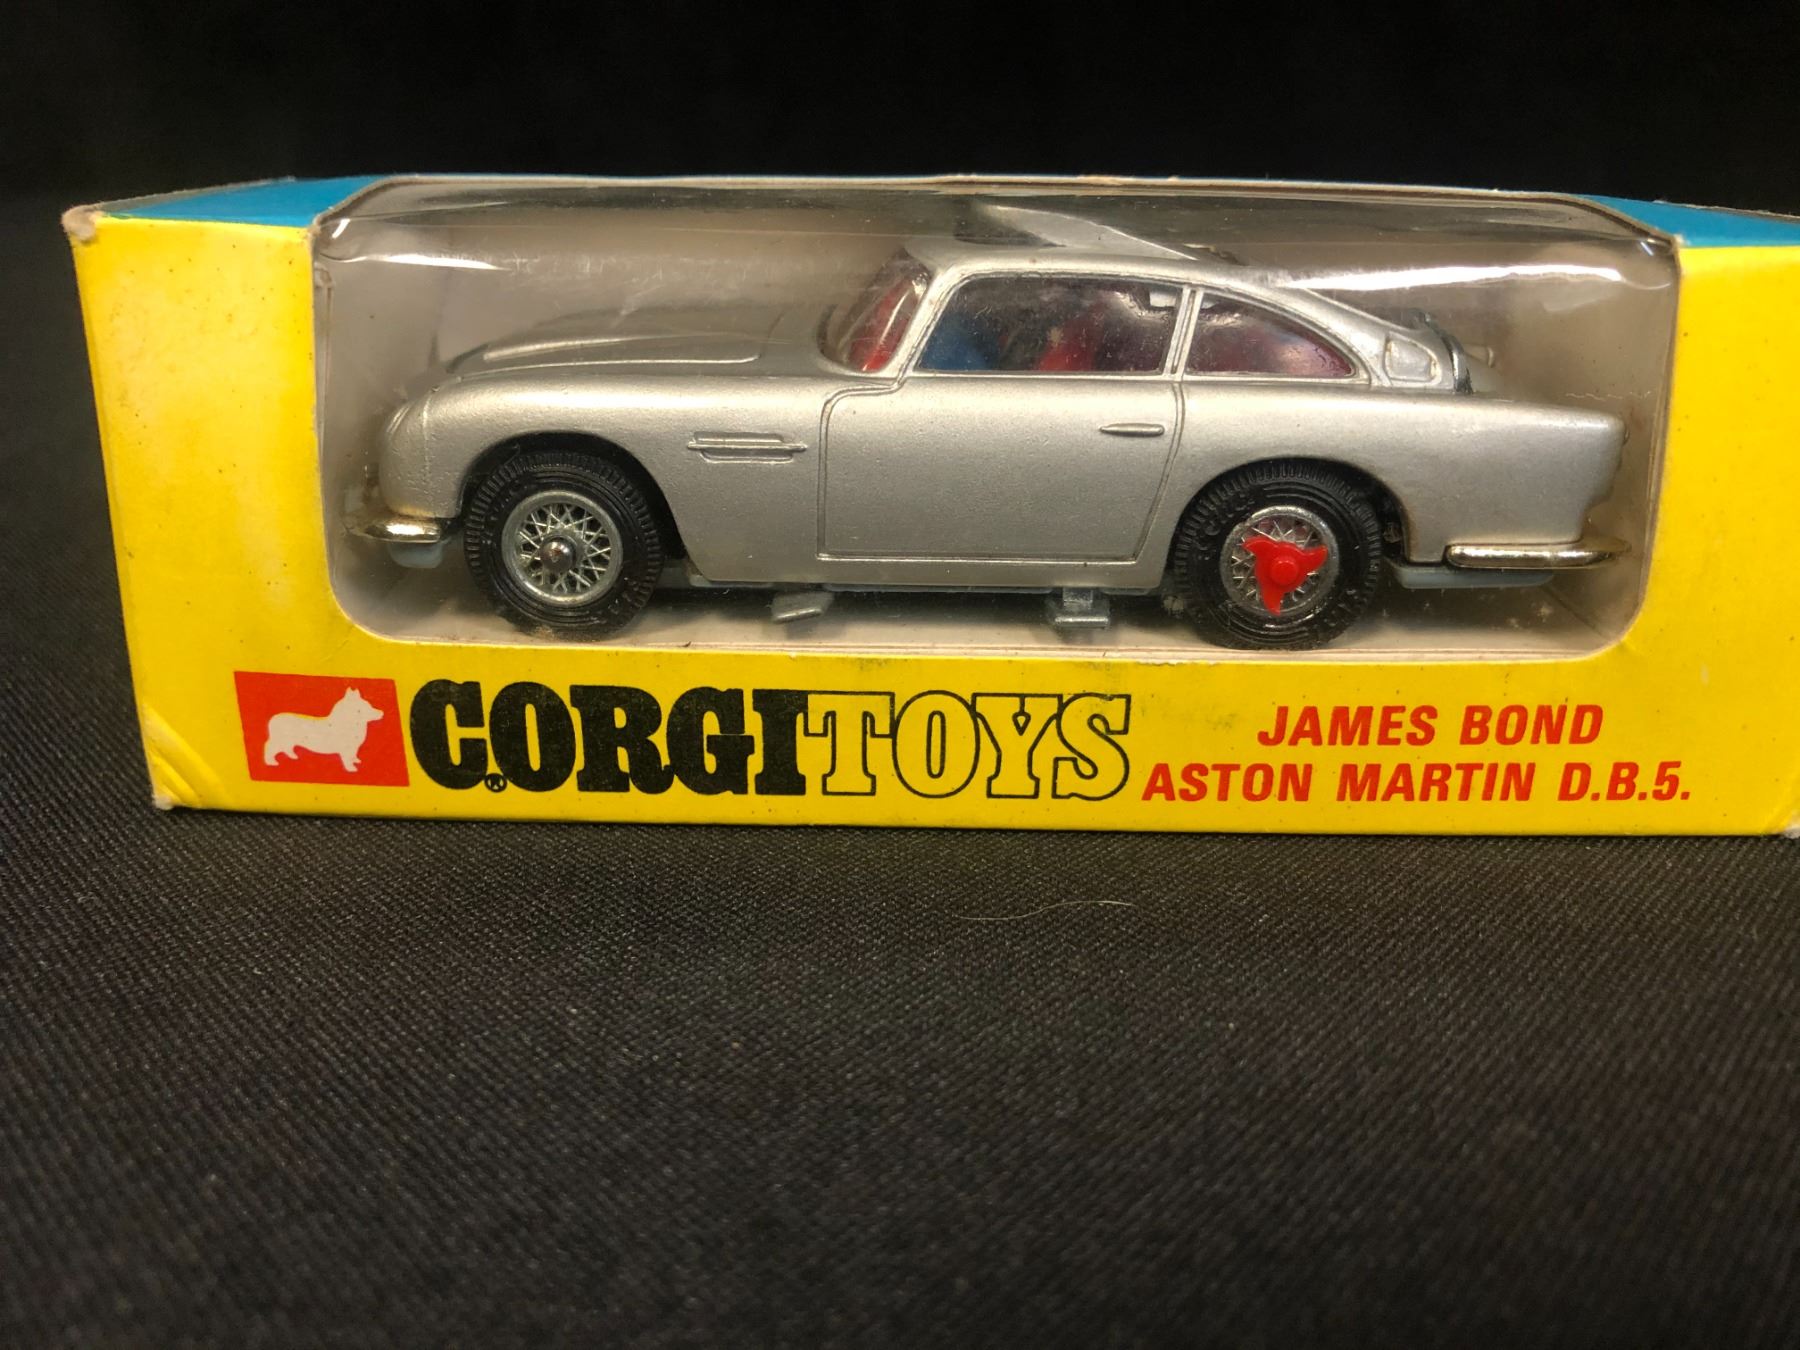 CORGI TOYS
®
JAMES BOND
ASTON MARTIN D.B.5.